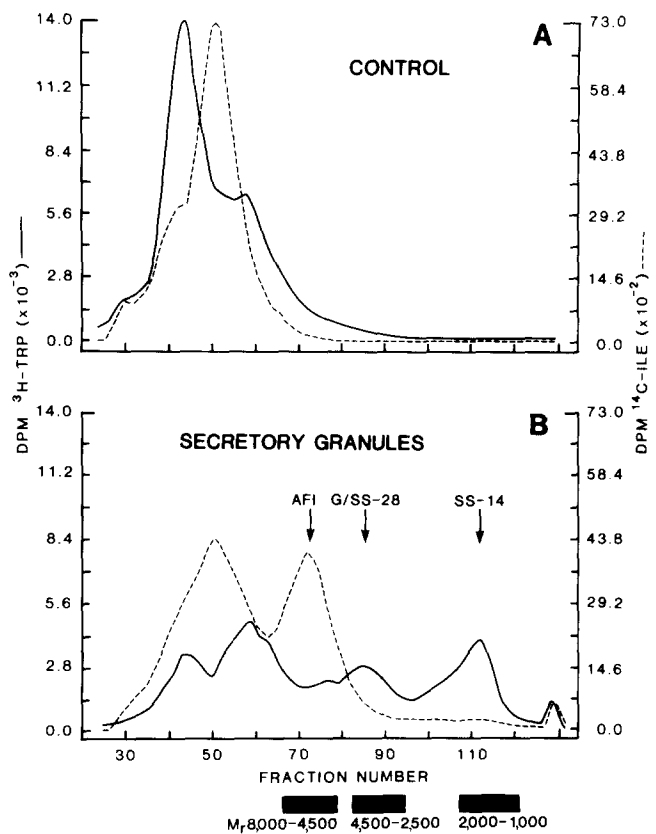 A
CONTROL
14.0
11.2
8.4
5.6
2.8
0.0
73.0
58.4
43.8
29.2
14.6
0.0
B
SECRETORY GRANULES
AFI G/SS-28 SS-14
14.0
11.2
8.4
5.6
2.8
0.0
73.0
58.4
43.8
29.2
14.6
0.0
DPM ³H-TRP (x10⁻³)
DPM ¹⁴C-ILE (x10⁻²)
30 50 70 90 110
FRACTION NUMBER
Mr8,000-4,500 4,500-2,500 2,000-1,000